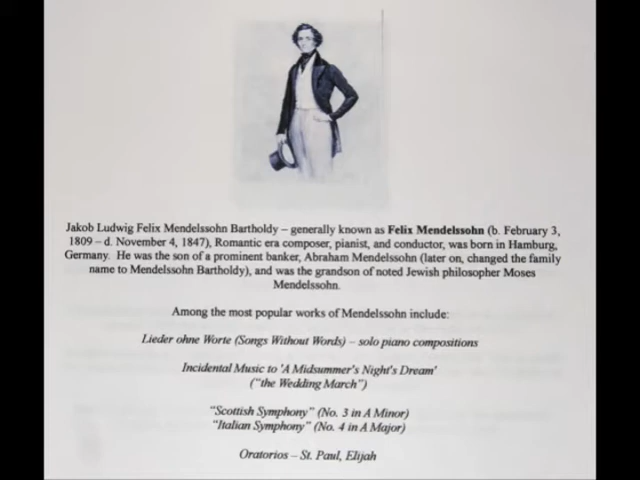 Jakob Ludwig Felix Mendelssohn Bartholdy – generally known as Felix Mendelssohn (b. February 3,
1809 – d. November 4, 1847), Romantic era composer, pianist, and conductor, was born in Hamburg,
Germany. He was the son of a prominent banker, Abraham Mendelssohn (later on, changed the family
name to Mendelssohn Bartholdy), and was the grandson of noted Jewish philosopher Moses
Mendelssohn.
Among the most popular works of Mendelssohn include:
Lieder ohne Worte (Songs Without Words) – solo piano compositions
Incidental Music to 'A Midsummer's Night's Dream'
("the Wedding March")
"Scottish Symphony" (No. 3 in A Minor)
"Italian Symphony" (No. 4 in A Major)
Oratorios – St. Paul, Elijah